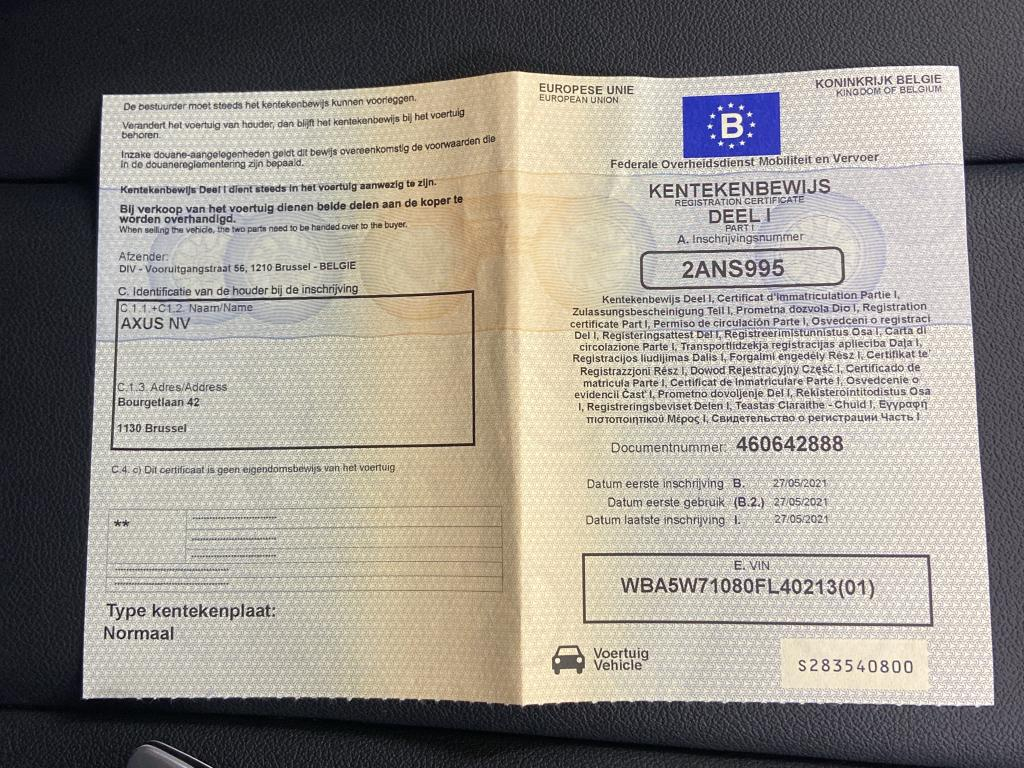 De bestuurder moet steeds het kentekenbewijs kunnen voorleggen.
Verandert het voertuig van houder, dan blijft het kentekenbewijs bij het voertuig
behoren.
Inzake douane-aangelegenheden geldt dit bewijs overeenkomstig de voorwaarden die
in de douanereglementering zijn bepaald.
Kentekenbewijs Deel I dient steeds in het voertuig aanwezig te zijn.
Bij verkoop van het voertuig dienen beide delen aan de koper te
worden overhandigd.
When selling the vehicle, the two parts need to be handed over to the buyer.
Afzender:
DIV - Vooruitgangstraat 56, 1210 Brussel - BELGIE
C. Identificatie van de houder bij de inschrijving
C.1.1.+C1.2. Naam/Name
AXUS NV
C.1.3. Adres/Address
Bourgetlaan 42
1130 Brussel
C.4. c) Dit certificaat is geen eigendomsbewijs van het voertuig
**
Type kentekenplaat:
Normaal
EUROPESE UNIE
EUROPEAN UNION
KONINKRIJK BELGIE
KINGDOM OF BELGIUM
B
Federale Overheidsdienst Mobiliteit en Vervoer
KENTEKENBEWIJS
REGISTRATION CERTIFICATE
DEEL I
PART I
A. Inschrijvingsnummer
2ANS995
Kentekenbewijs Deel I, Certificat d'Immatriculation Partie I,
Zulassungsbescheinigung Teil I, Prometna dozvola Dio I, Registration
certificate Part I, Permiso de circulación Parte I, Osvedceni o registraci
Del I, Registeringsattest Del I, Registreerimistunnistus Osa I, Carta di
circolazione Parte I, Transportlidzekja registracijas aplieciba Daļa I,
Registracijos liudijimas Dalis I, Forgalmi engedély Rész I, Certifikat te'
Registrazzjoni Rész I, Dowod Rejestracyjny Część I, Certificado de
matricula Parte I, Certificat de Inmatriculare Parte I, Osvedcenie o
evidencii Časť I, Prometno dovoljenje Del I, Rekisterointitodistus Osa
I, Registreringsbeviset Delen I, Teastas Claraithe - Chuid I, Εγγραφή
πιστοποιητικού Μέρος I, Свидетелство о регистрации Часть I
Documentnummer: 460642888
Datum eerste inschrijving B. 27/05/2021
Datum eerste gebruik (B.2.) 27/05/2021
Datum laatste inschrijving I. 27/05/2021
E. VIN
WBA5W71080FL40213(01)
Voertuig
Vehicle
S283540800